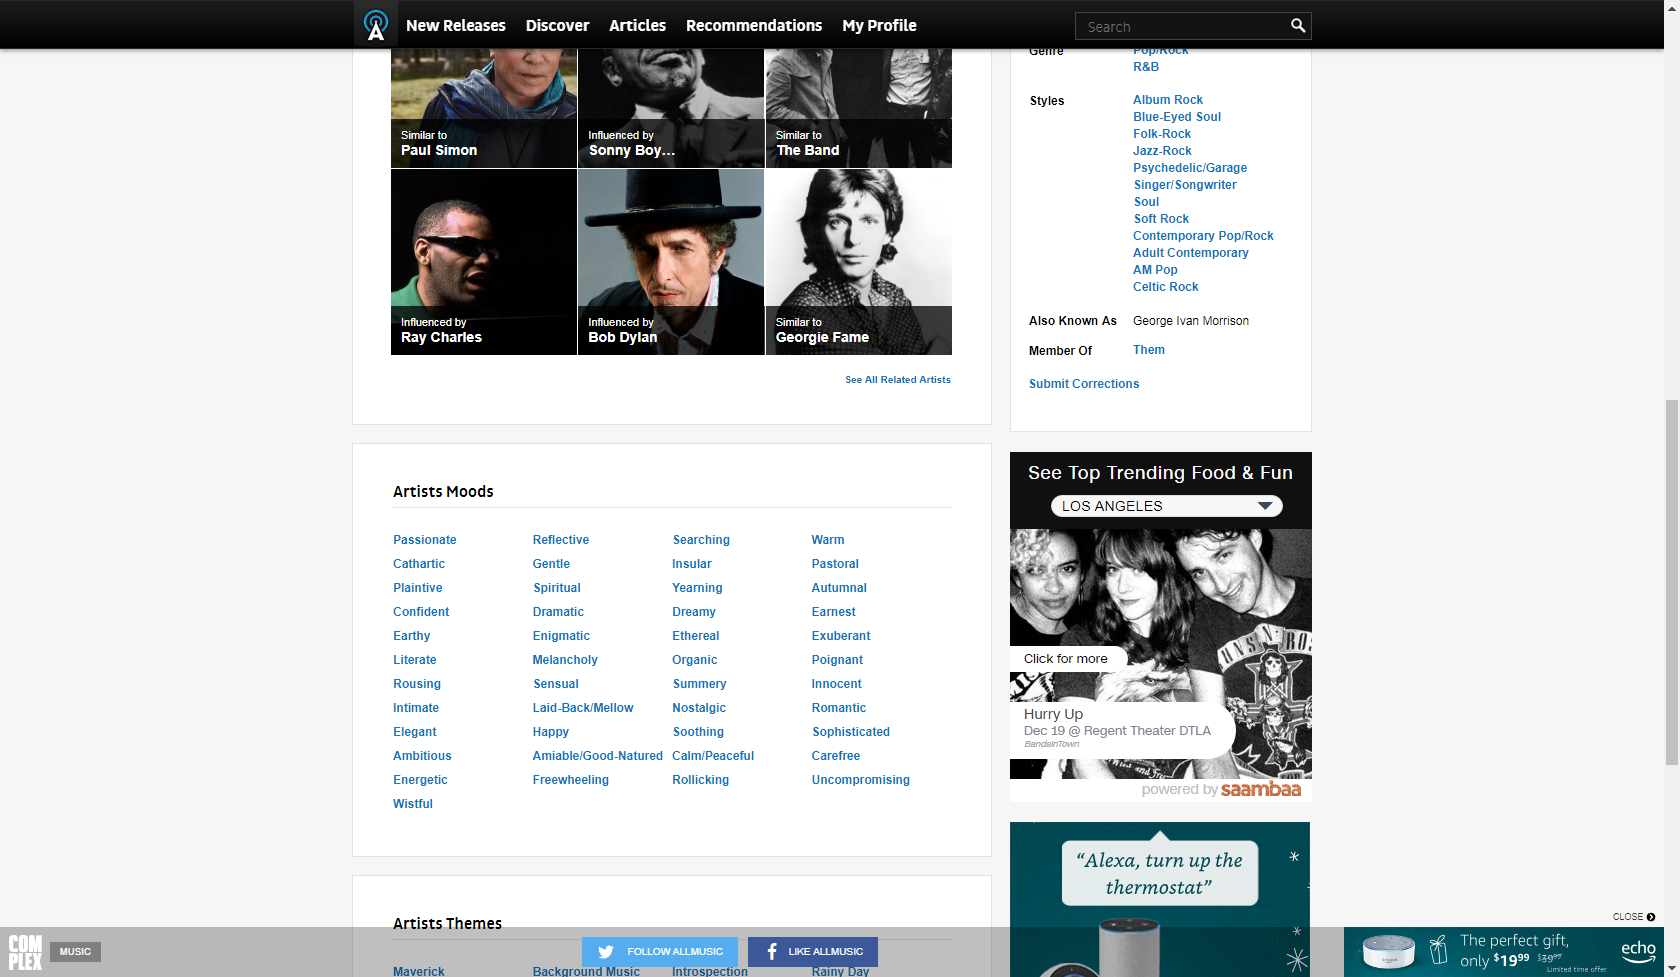 New Releases Discover Articles Recommendations My Profile Search
Similar to
Paul Simon
Influenced by
Sonny Boy...
Similar to
The Band
Influenced by
Ray Charles
Influenced by
Bob Dylan
Similar to
Georgie Fame
See All Related Artists
Genre Pop/Rock
R&B
Styles Album Rock
Blue-Eyed Soul
Folk-Rock
Jazz-Rock
Psychedelic/Garage
Singer/Songwriter
Soul
Soft Rock
Contemporary Pop/Rock
Adult Contemporary
AM Pop
Celtic Rock
Also Known As George Ivan Morrison
Member Of Them
Submit Corrections
Artists Moods
Passionate Reflective Searching Warm
Cathartic Gentle Insular Pastoral
Plaintive Spiritual Yearning Autumnal
Confident Dramatic Dreamy Earnest
Earthy Enigmatic Ethereal Exuberant
Literate Melancholy Organic Poignant
Rousing Sensual Summery Innocent
Intimate Laid-Back/Mellow Nostalgic Romantic
Elegant Happy Soothing Sophisticated
Ambitious Amiable/Good-Natured Calm/Peaceful Carefree
Energetic Freewheeling Rollicking Uncompromising
Wistful
See Top Trending Food & Fun
LOS ANGELES
Click for more
Hurry Up
Dec 19 @ Regent Theater DTLA
BandsInTown
powered by saambaa
"Alexa, turn up the
thermostat"
Artists Themes
Maverick Background Music Introspection Rainy Day
COMPLEX MUSIC
FOLLOW ALLMUSIC LIKE ALLMUSIC
CLOSE
The perfect gift,
only $19⁹⁹ $39⁹⁹
Limited time offer
echo